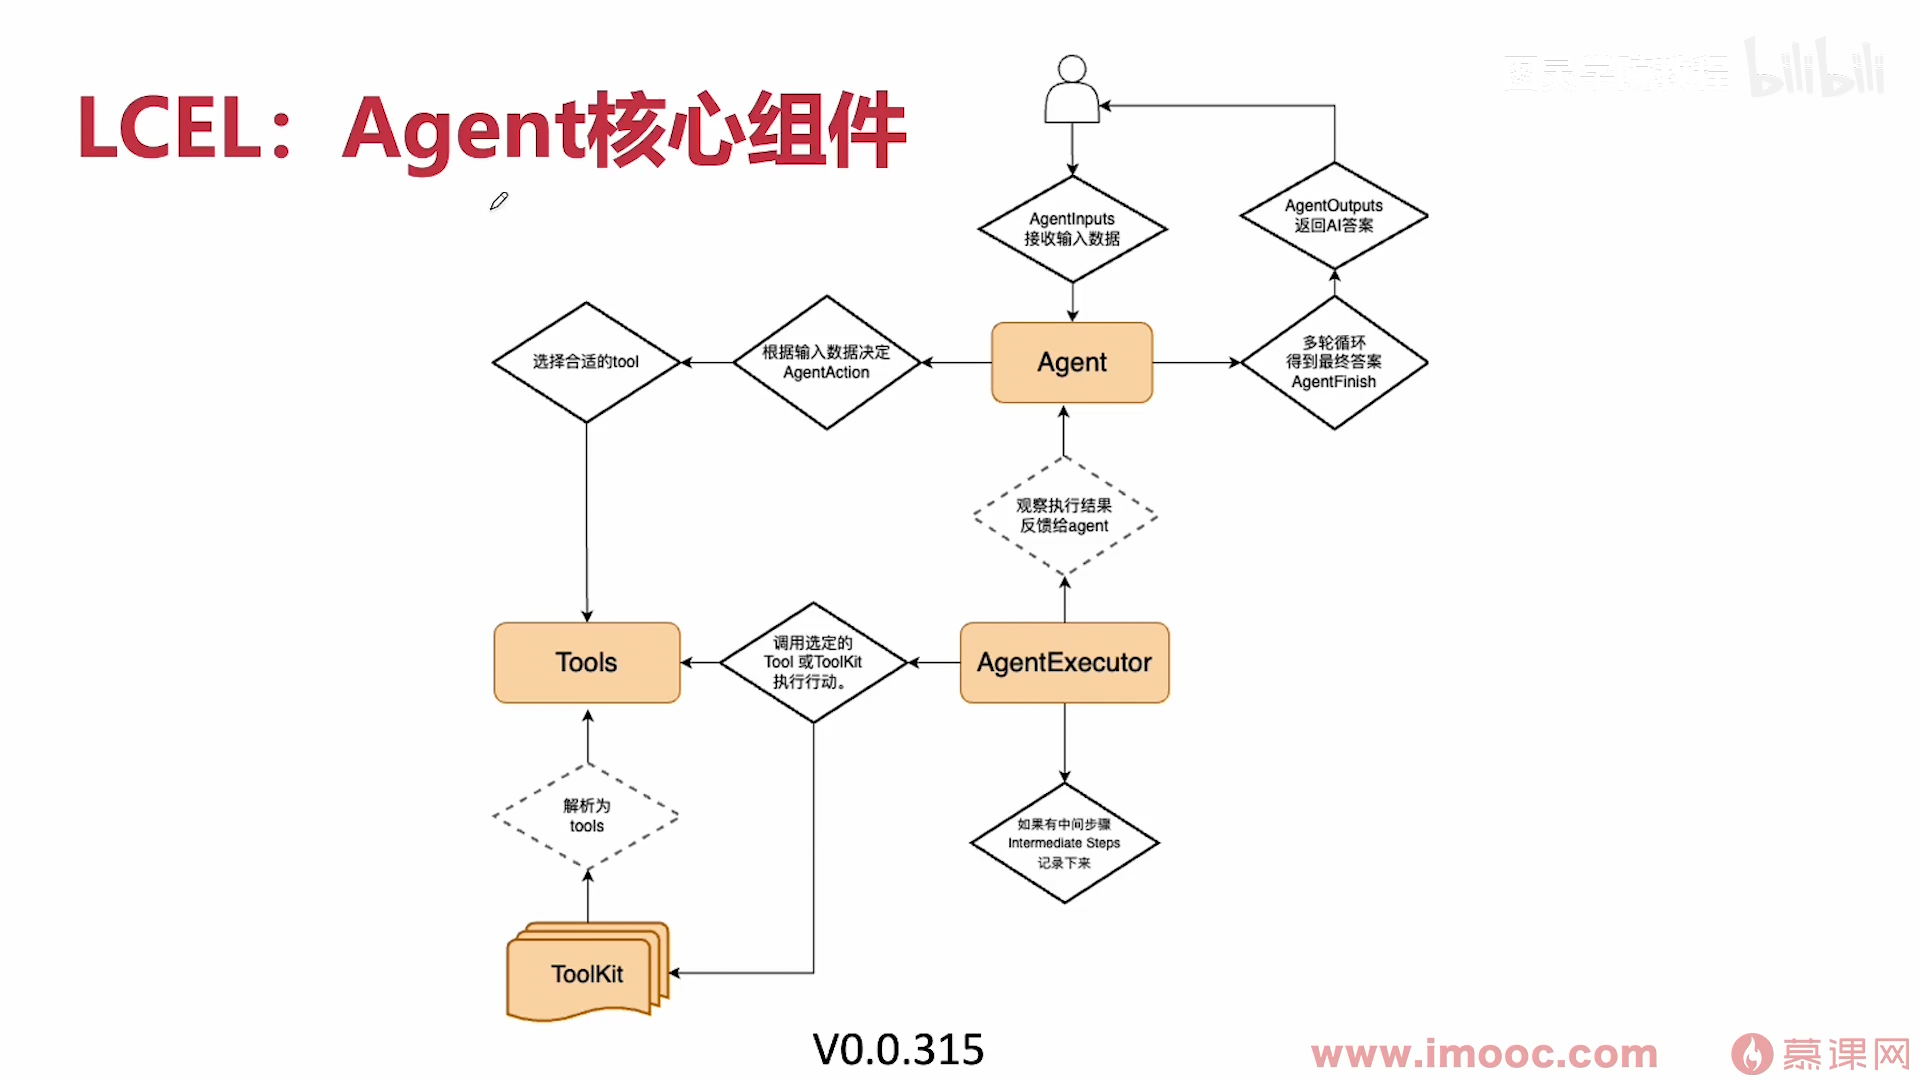 LCEL：Agent核心组件
bilibili
AgentInputs
接收输入数据
AgentOutputs
返回AI答案
选择合适的tool
根据输入数据决定
AgentAction
Agent
多轮循环
得到最终答案
AgentFinish
观察执行结果
反馈给agent
Tools
调用选定的
Tool 或ToolKit
执行行动。
AgentExecutor
解析为
tools
如果有中间步骤
Intermediate Steps
记录下来
ToolKit
V0.0.315
www.imooc.com
慕课网